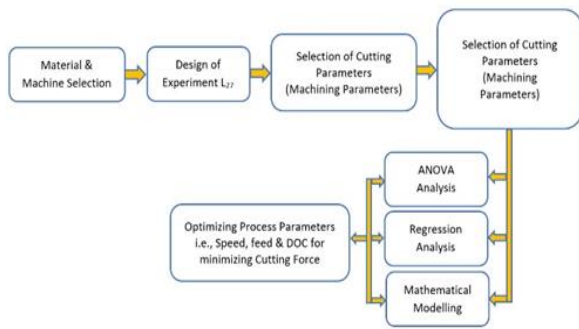 Material &
Machine Selection
Design of
Experiment L27
Selection of Cutting
Parameters
(Machining Parameters)
Selection of Cutting
Parameters
(Machining
Parameters)
ANOVA
Analysis
Optimizing Process Parameters
i.e., Speed, feed & DOC for
minimizing Cutting Force
Regression
Analysis
Mathematical
Modelling